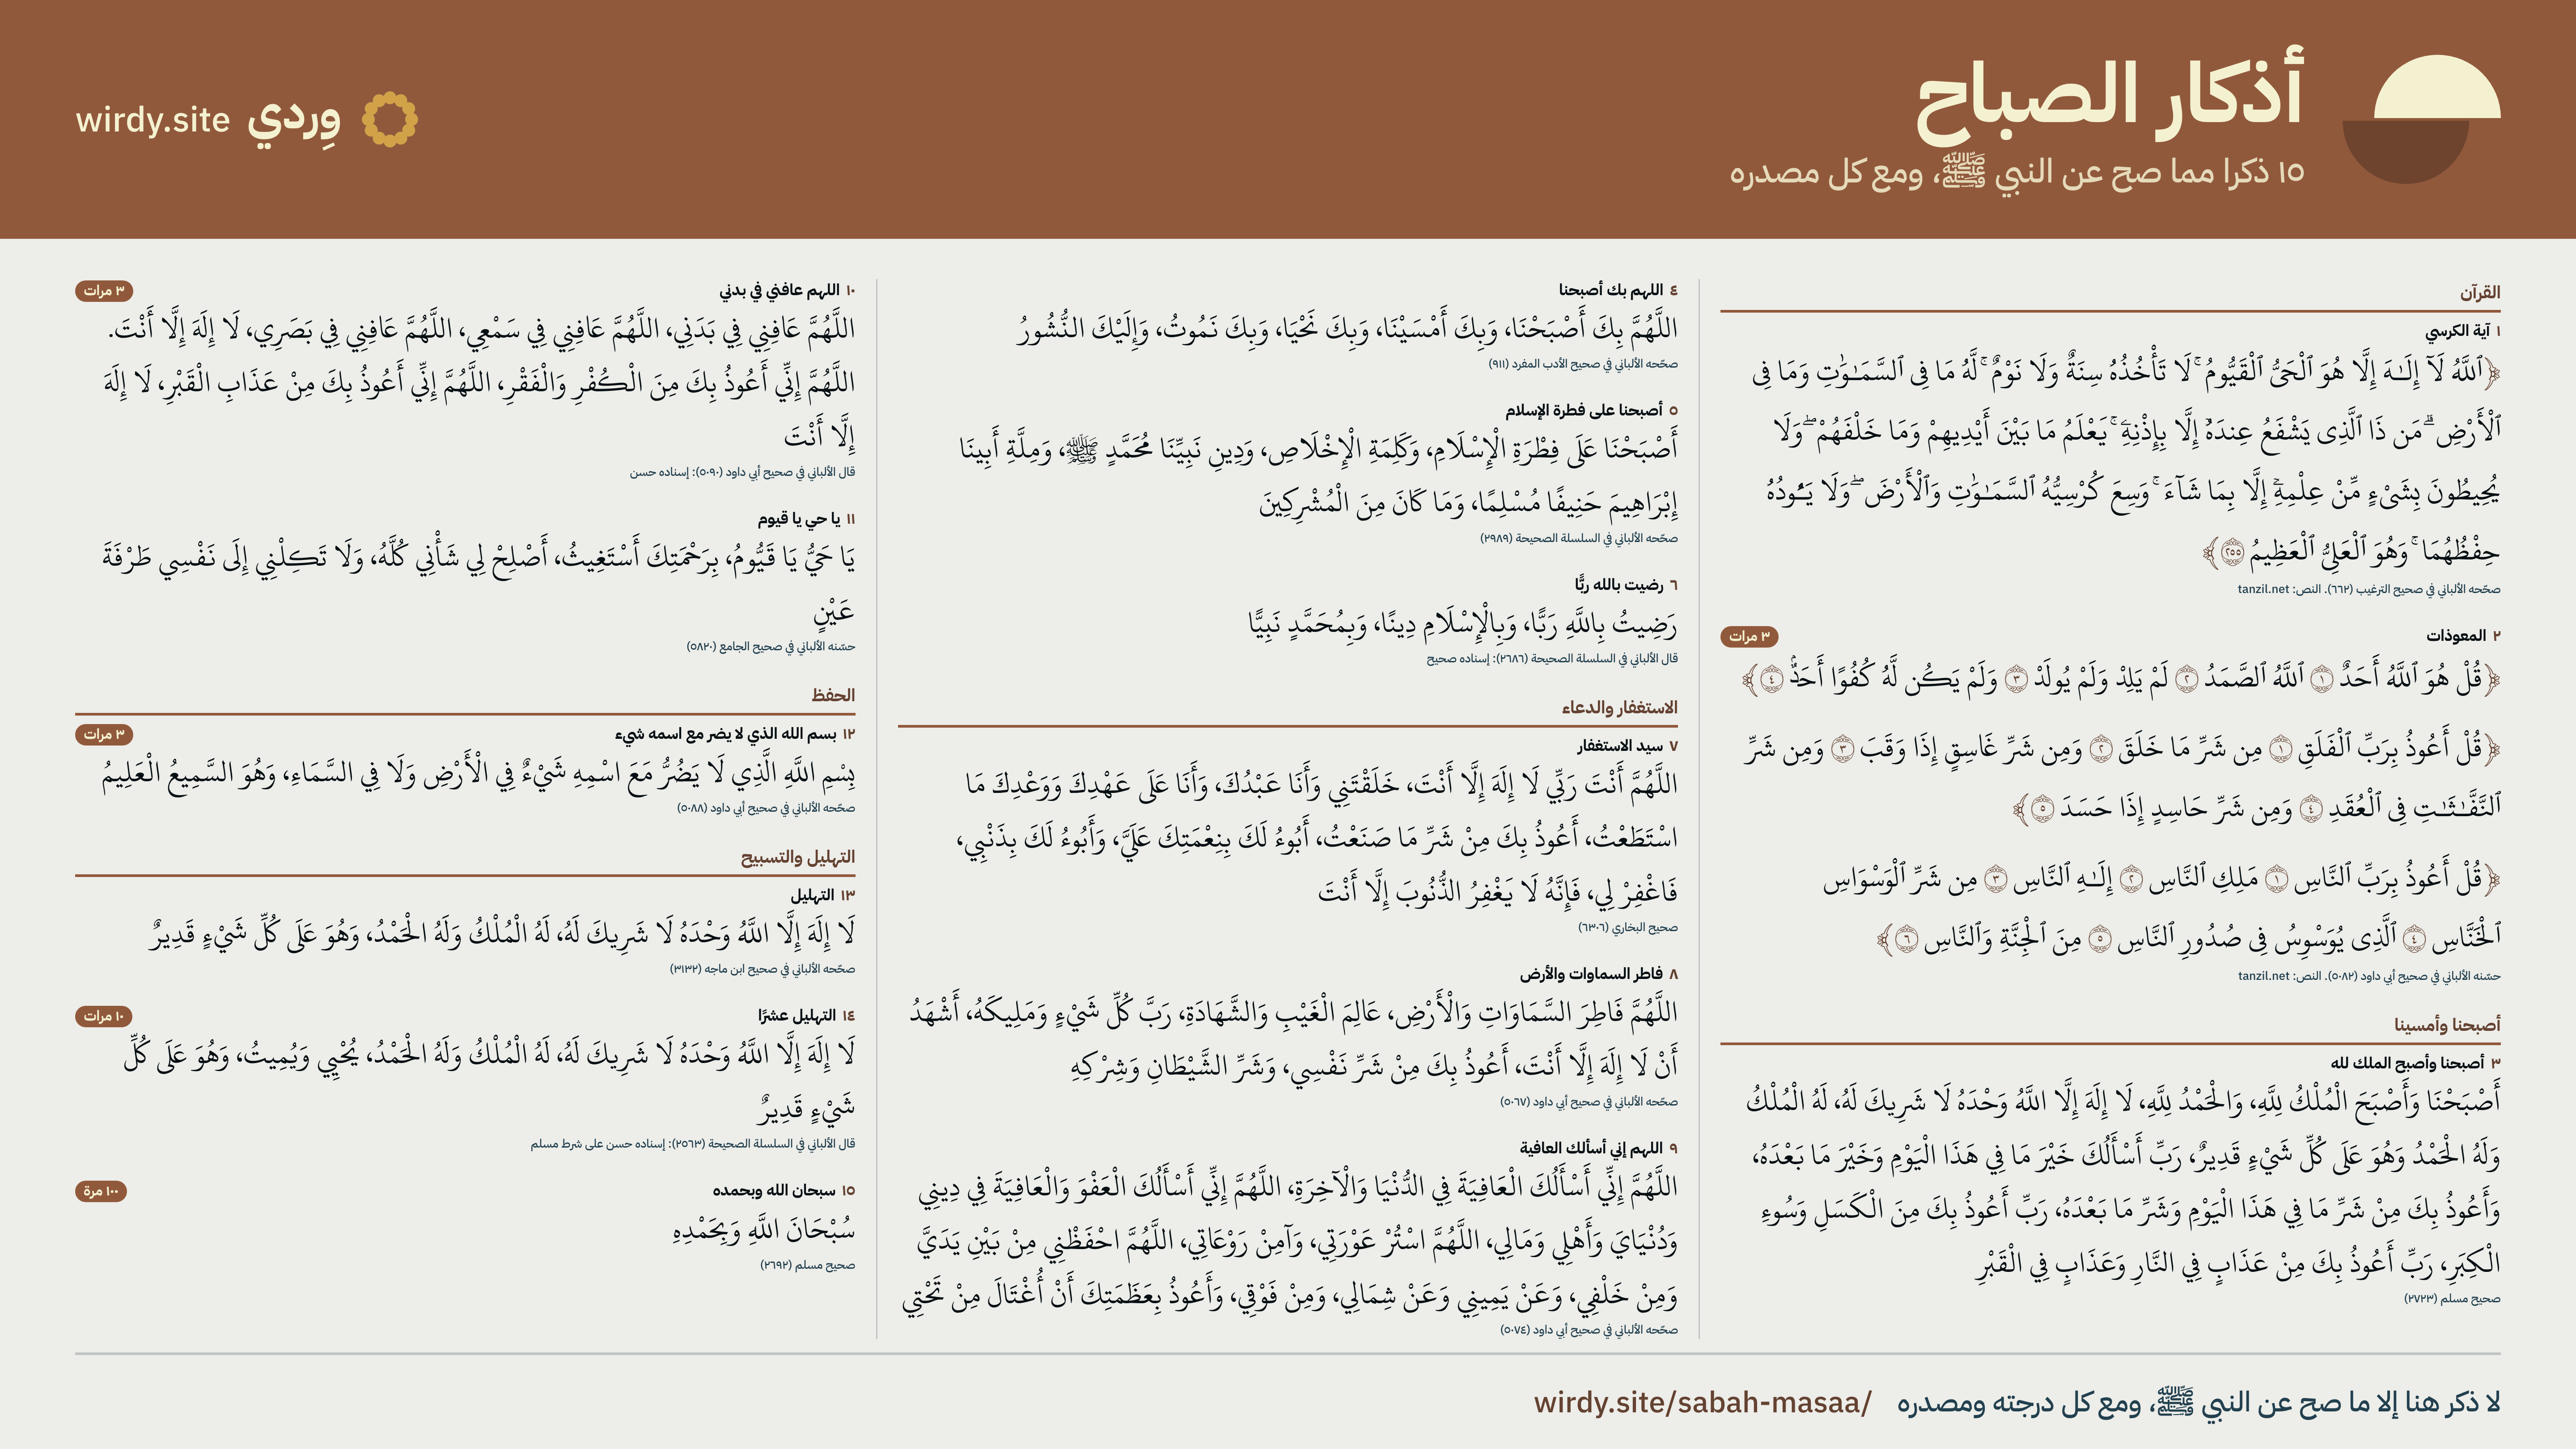 أذكار الصباح
١٥ ذكرا مما صح عن النبي ﷺ، ومع كل مصدره
وِردي wirdy.site
القرآن
١ آية الكرسي
﴿ٱللَّهُ لَآ إِلَـٰهَ إِلَّا هُوَ ٱلْحَىُّ ٱلْقَيُّومُ ۚ لَا تَأْخُذُهُۥ سِنَةٌ وَلَا نَوْمٌ ۚ لَّهُۥ مَا فِى ٱلسَّمَـٰوَٰتِ وَمَا فِى
ٱلْأَرْضِ ۗ مَن ذَا ٱلَّذِى يَشْفَعُ عِندَهُۥٓ إِلَّا بِإِذْنِهِۦ ۚ يَعْلَمُ مَا بَيْنَ أَيْدِيهِمْ وَمَا خَلْفَهُمْ ۖ وَلَا
يُحِيطُونَ بِشَىْءٍ مِّنْ عِلْمِهِۦٓ إِلَّا بِمَا شَآءَ ۚ وَسِعَ كُرْسِيُّهُ ٱلسَّمَـٰوَٰتِ وَٱلْأَرْضَ ۖ وَلَا يَـُٔودُهُۥ
حِفْظُهُمَا ۚ وَهُوَ ٱلْعَلِىُّ ٱلْعَظِيمُ ٢٥٥﴾
صحّحه الألباني في صحيح الترغيب (٦٦٢). النص: tanzil.net
٢ المعوذات
٣ مرات
﴿قُلْ هُوَ ٱللَّهُ أَحَدٌ ١ ٱللَّهُ ٱلصَّمَدُ ٢ لَمْ يَلِدْ وَلَمْ يُولَدْ ٣ وَلَمْ يَكُن لَّهُۥ كُفُوًا أَحَدٌۢ ٤﴾
﴿قُلْ أَعُوذُ بِرَبِّ ٱلْفَلَقِ ١ مِن شَرِّ مَا خَلَقَ ٢ وَمِن شَرِّ غَاسِقٍ إِذَا وَقَبَ ٣ وَمِن شَرِّ
ٱلنَّفَّـٰثَـٰتِ فِى ٱلْعُقَدِ ٤ وَمِن شَرِّ حَاسِدٍ إِذَا حَسَدَ ٥﴾
﴿قُلْ أَعُوذُ بِرَبِّ ٱلنَّاسِ ١ مَلِكِ ٱلنَّاسِ ٢ إِلَـٰهِ ٱلنَّاسِ ٣ مِن شَرِّ ٱلْوَسْوَاسِ
ٱلْخَنَّاسِ ٤ ٱلَّذِى يُوَسْوِسُ فِى صُدُورِ ٱلنَّاسِ ٥ مِنَ ٱلْجِنَّةِ وَٱلنَّاسِ ٦﴾
حسّنه الألباني في صحيح أبي داود (٥٠٨٢). النص: tanzil.net
أصبحنا وأمسينا
٣ أصبحنا وأصبح الملك لله
أَصْبَحْنَا وَأَصْبَحَ الْمُلْكُ لِلَّهِ، وَالْحَمْدُ لِلَّهِ، لَا إِلَهَ إِلَّا اللَّهُ وَحْدَهُ لَا شَرِيكَ لَهُ، لَهُ الْمُلْكُ
وَلَهُ الْحَمْدُ وَهُوَ عَلَى كُلِّ شَيْءٍ قَدِيرٌ، رَبِّ أَسْأَلُكَ خَيْرَ مَا فِي هَذَا الْيَوْمِ وَخَيْرَ مَا بَعْدَهُ،
وَأَعُوذُ بِكَ مِنْ شَرِّ مَا فِي هَذَا الْيَوْمِ وَشَرِّ مَا بَعْدَهُ، رَبِّ أَعُوذُ بِكَ مِنَ الْكَسَلِ وَسُوءِ
الْكِبَرِ، رَبِّ أَعُوذُ بِكَ مِنْ عَذَابٍ فِي النَّارِ وَعَذَابٍ فِي الْقَبْرِ
صحيح مسلم (٢٧٢٣)
٤ اللهم بك أصبحنا
اللَّهُمَّ بِكَ أَصْبَحْنَا، وَبِكَ أَمْسَيْنَا، وَبِكَ نَحْيَا، وَبِكَ نَمُوتُ، وَإِلَيْكَ النُّشُورُ
صحّحه الألباني في صحيح الأدب المفرد (٩١١)
٥ أصبحنا على فطرة الإسلام
أَصْبَحْنَا عَلَى فِطْرَةِ الْإِسْلَامِ، وَكَلِمَةِ الْإِخْلَاصِ، وَدِينِ نَبِيِّنَا مُحَمَّدٍ ﷺ، وَمِلَّةِ أَبِينَا
إِبْرَاهِيمَ حَنِيفًا مُسْلِمًا، وَمَا كَانَ مِنَ الْمُشْرِكِينَ
صحّحه الألباني في السلسلة الصحيحة (٢٩٨٩)
٦ رضيت بالله ربًّا
رَضِيتُ بِاللَّهِ رَبًّا، وَبِالْإِسْلَامِ دِينًا، وَبِمُحَمَّدٍ نَبِيًّا
قال الألباني في السلسلة الصحيحة (٢٦٨٦): إسناده صحيح
الاستغفار والدعاء
٧ سيد الاستغفار
اللَّهُمَّ أَنْتَ رَبِّي لَا إِلَهَ إِلَّا أَنْتَ، خَلَقْتَنِي وَأَنَا عَبْدُكَ، وَأَنَا عَلَى عَهْدِكَ وَوَعْدِكَ مَا
اسْتَطَعْتُ، أَعُوذُ بِكَ مِنْ شَرِّ مَا صَنَعْتُ، أَبُوءُ لَكَ بِنِعْمَتِكَ عَلَيَّ، وَأَبُوءُ لَكَ بِذَنْبِي،
فَاغْفِرْ لِي، فَإِنَّهُ لَا يَغْفِرُ الذُّنُوبَ إِلَّا أَنْتَ
صحيح البخاري (٦٣٠٦)
٨ فاطر السماوات والأرض
اللَّهُمَّ فَاطِرَ السَّمَاوَاتِ وَالْأَرْضِ، عَالِمَ الْغَيْبِ وَالشَّهَادَةِ، رَبَّ كُلِّ شَيْءٍ وَمَلِيكَهُ، أَشْهَدُ
أَنْ لَا إِلَهَ إِلَّا أَنْتَ، أَعُوذُ بِكَ مِنْ شَرِّ نَفْسِي، وَشَرِّ الشَّيْطَانِ وَشِرْكِهِ
صحّحه الألباني في صحيح أبي داود (٥٠٦٧)
٩ اللهم إني أسألك العافية
اللَّهُمَّ إِنِّي أَسْأَلُكَ الْعَافِيَةَ فِي الدُّنْيَا وَالْآخِرَةِ، اللَّهُمَّ إِنِّي أَسْأَلُكَ الْعَفْوَ وَالْعَافِيَةَ فِي دِينِي
وَدُنْيَايَ وَأَهْلِي وَمَالِي، اللَّهُمَّ اسْتُرْ عَوْرَتِي، وَآمِنْ رَوْعَاتِي، اللَّهُمَّ احْفَظْنِي مِنْ بَيْنِ يَدَيَّ
وَمِنْ خَلْفِي، وَعَنْ يَمِينِي وَعَنْ شِمَالِي، وَمِنْ فَوْقِي، وَأَعُوذُ بِعَظَمَتِكَ أَنْ أُغْتَالَ مِنْ تَحْتِي
صحّحه الألباني في صحيح أبي داود (٥٠٧٤)
١٠ اللهم عافني في بدني
٣ مرات
اللَّهُمَّ عَافِنِي فِي بَدَنِي، اللَّهُمَّ عَافِنِي فِي سَمْعِي، اللَّهُمَّ عَافِنِي فِي بَصَرِي، لَا إِلَهَ إِلَّا أَنْتَ.
اللَّهُمَّ إِنِّي أَعُوذُ بِكَ مِنَ الْكُفْرِ وَالْفَقْرِ، اللَّهُمَّ إِنِّي أَعُوذُ بِكَ مِنْ عَذَابِ الْقَبْرِ، لَا إِلَهَ
إِلَّا أَنْتَ
قال الألباني في صحيح أبي داود (٥٠٩٠): إسناده حسن
١١ يا حي يا قيوم
يَا حَيُّ يَا قَيُّومُ، بِرَحْمَتِكَ أَسْتَغِيثُ، أَصْلِحْ لِي شَأْنِي كُلَّهُ، وَلَا تَكِلْنِي إِلَى نَفْسِي طَرْفَةَ
عَيْنٍ
حسّنه الألباني في صحيح الجامع (٥٨٢٠)
الحفظ
١٢ بسم الله الذي لا يضر مع اسمه شيء
٣ مرات
بِسْمِ اللَّهِ الَّذِي لَا يَضُرُّ مَعَ اسْمِهِ شَيْءٌ فِي الْأَرْضِ وَلَا فِي السَّمَاءِ، وَهُوَ السَّمِيعُ الْعَلِيمُ
صحّحه الألباني في صحيح أبي داود (٥٠٨٨)
التهليل والتسبيح
١٣ التهليل
لَا إِلَهَ إِلَّا اللَّهُ وَحْدَهُ لَا شَرِيكَ لَهُ، لَهُ الْمُلْكُ وَلَهُ الْحَمْدُ، وَهُوَ عَلَى كُلِّ شَيْءٍ قَدِيرٌ
صحّحه الألباني في صحيح ابن ماجه (٣١٣٢)
١٤ التهليل عشرًا
١٠ مرات
لَا إِلَهَ إِلَّا اللَّهُ وَحْدَهُ لَا شَرِيكَ لَهُ، لَهُ الْمُلْكُ وَلَهُ الْحَمْدُ، يُحْيِي وَيُمِيتُ، وَهُوَ عَلَى كُلِّ
شَيْءٍ قَدِيرٌ
قال الألباني في السلسلة الصحيحة (٢٥٦٣): إسناده حسن على شرط مسلم
١٥ سبحان الله وبحمده
١٠٠ مرة
سُبْحَانَ اللَّهِ وَبِحَمْدِهِ
صحيح مسلم (٢٦٩٢)
لا ذكر هنا إلا ما صح عن النبي ﷺ، ومع كل درجته ومصدره wirdy.site/sabah-masaa/